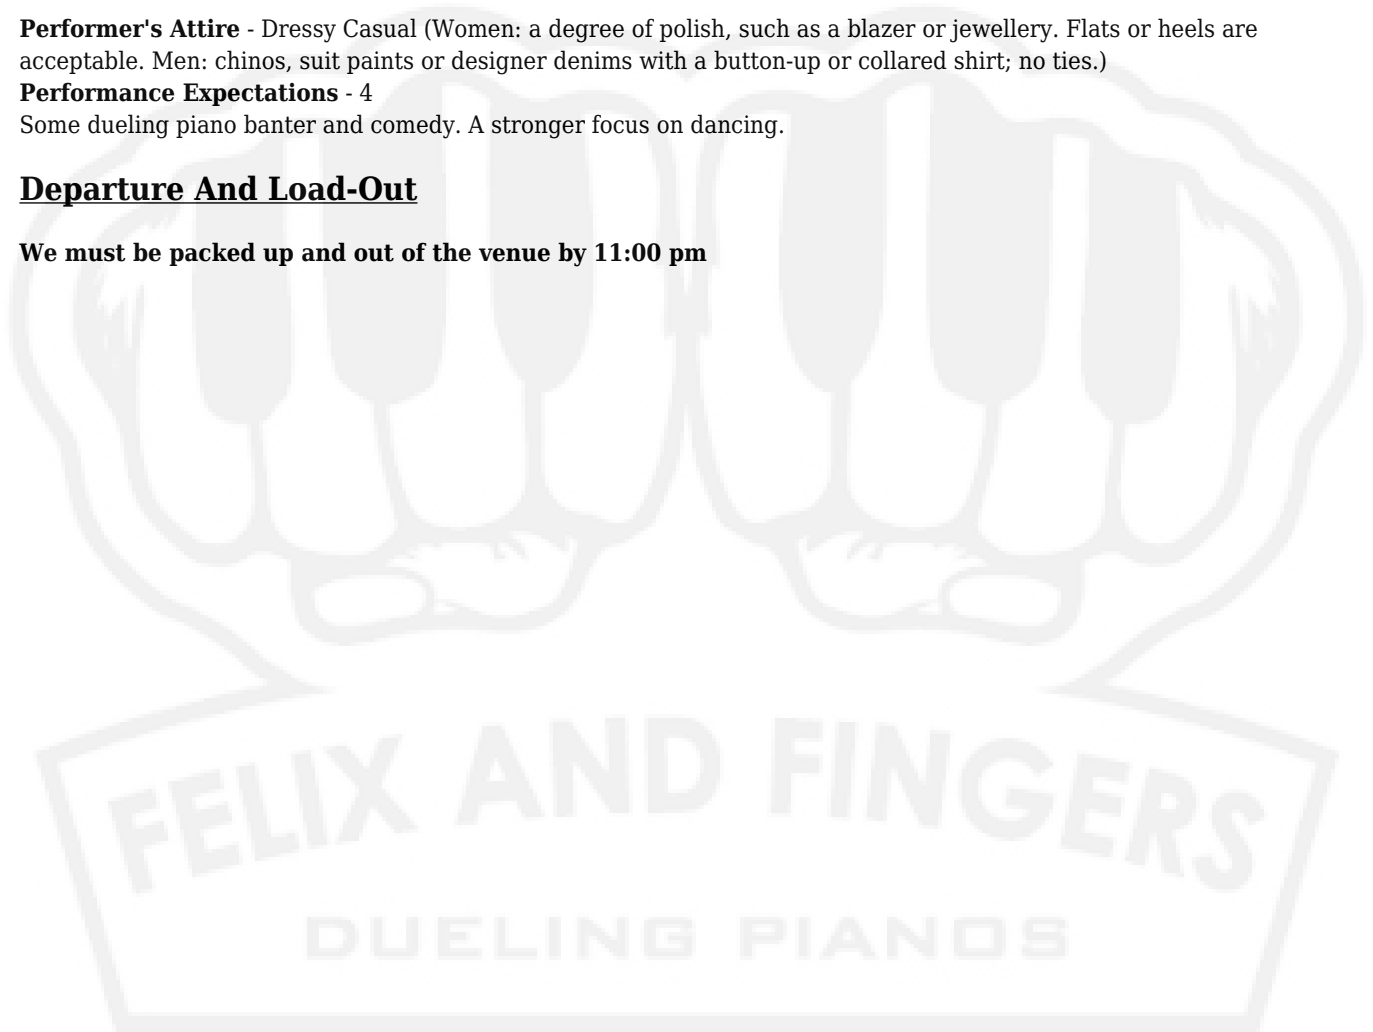 Performer's Attire - Dressy Casual (Women: a degree of polish, such as a blazer or jewellery. Flats or heels are
acceptable. Men: chinos, suit paints or designer denims with a button-up or collared shirt; no ties.)
Performance Expectations - 4
Some dueling piano banter and comedy. A stronger focus on dancing.
Departure And Load-Out
We must be packed up and out of the venue by 11:00 pm
FELIX AND FINGERS
DUELING PIANOS